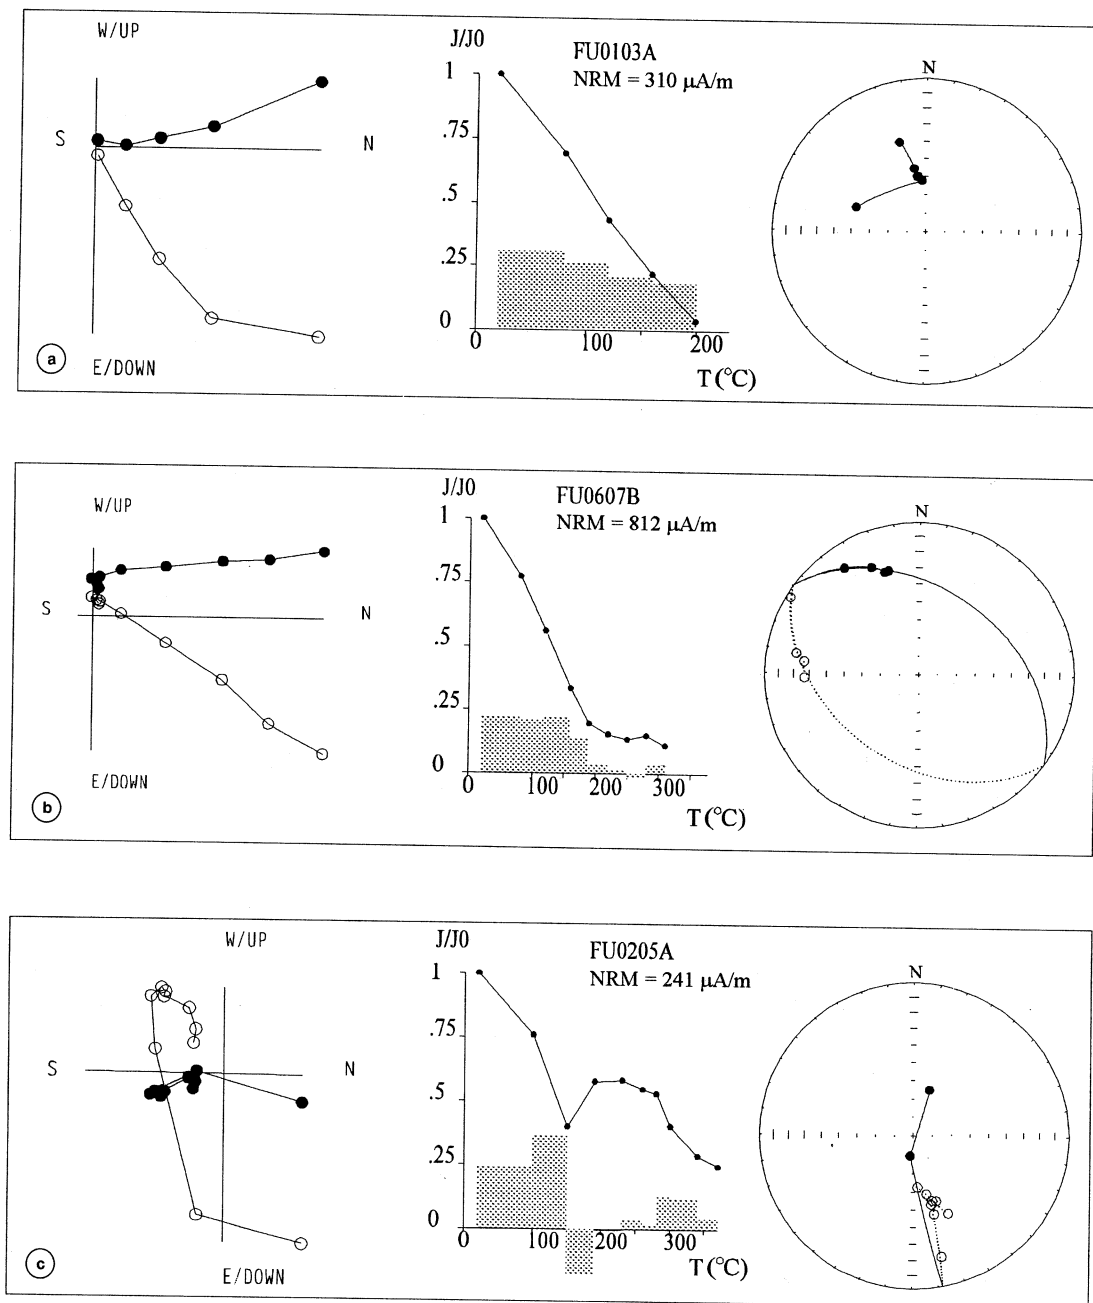 W/UP
S
N
E/DOWN
a
J/J0
FU0103A
NRM = 310 µA/m
1
.75
.5
.25
0
0
100
200
T (°C)
N
W/UP
S
N
E/DOWN
b
J/J0
FU0607B
NRM = 812 µA/m
1
.75
.5
.25
0
0
100
200
300
T (°C)
N
W/UP
S
N
E/DOWN
c
J/J0
FU0205A
NRM = 241 µA/m
1
.75
.5
.25
0
0
100
200
300
T (°C)
N